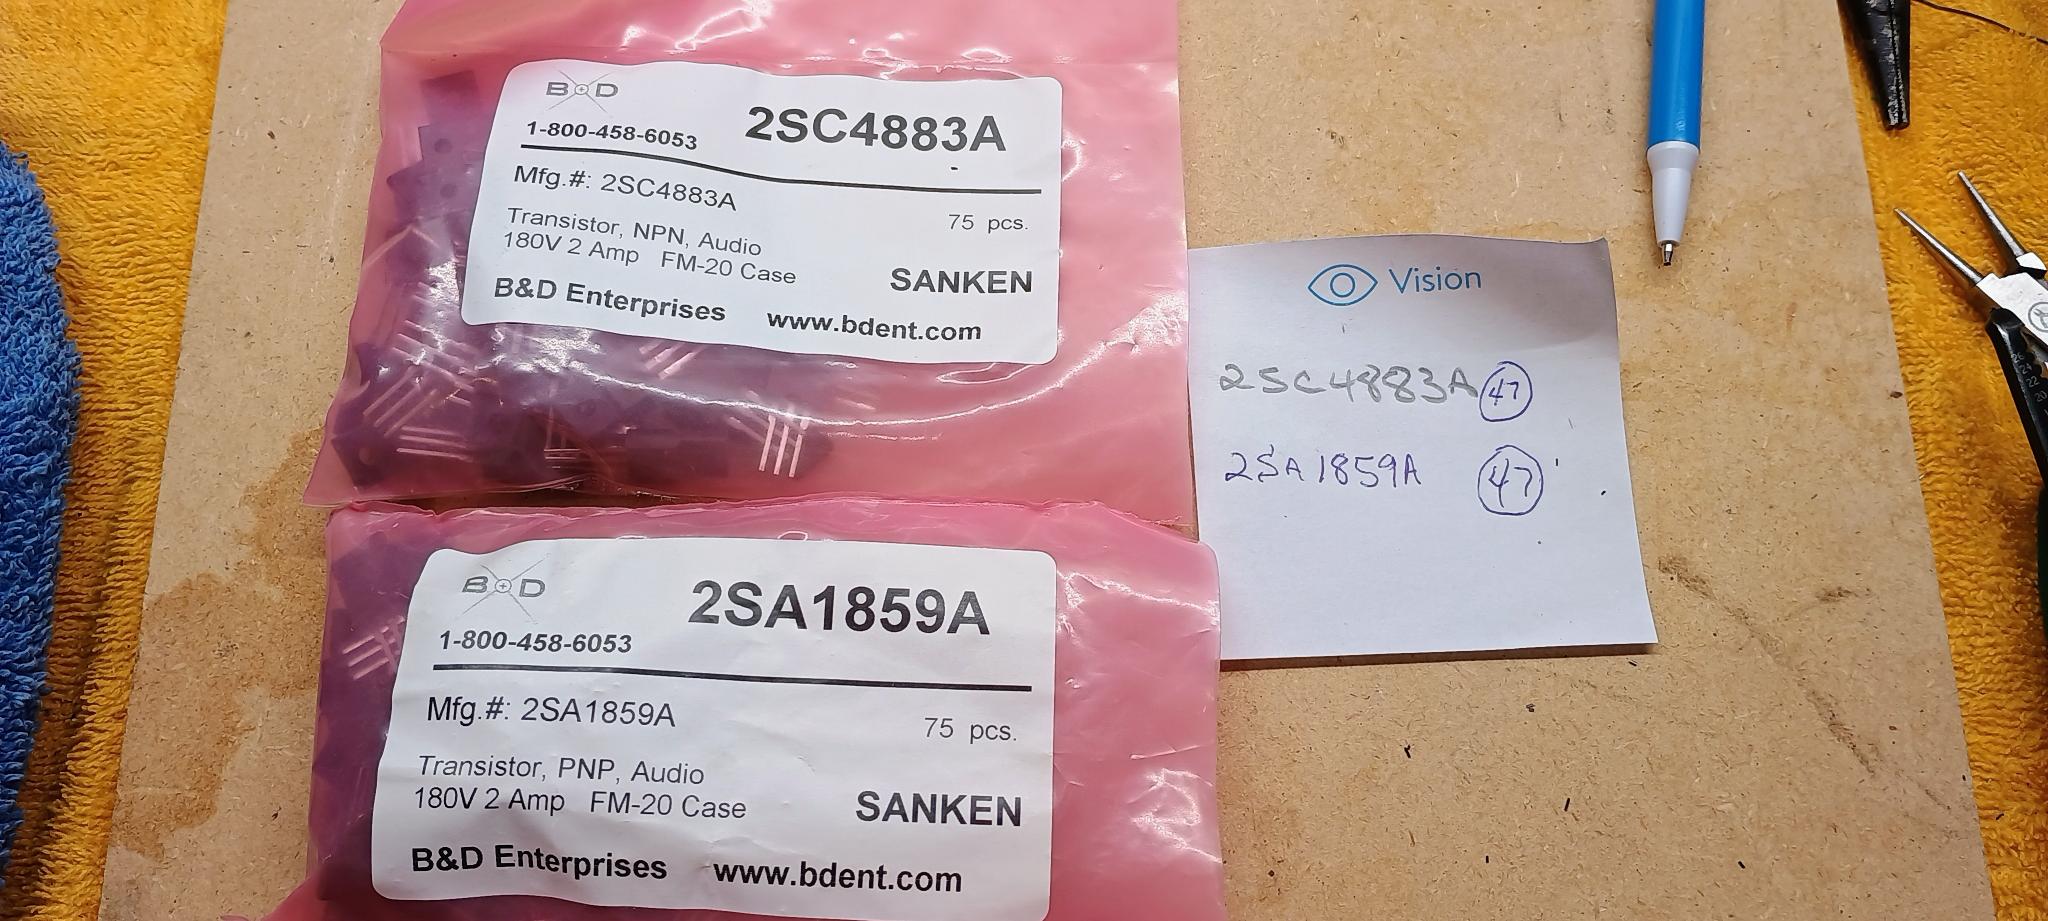 B D
1-800-458-6053
2SC4883A
Mfg.#: 2SC4883A
75 pcs.
Transistor, NPN, Audio
180V 2 Amp FM-20 Case
SANKEN
B&D Enterprises www.bdent.com
Vision
2SC4883A 47
2SA1859A 47
B D
1-800-458-6053
2SA1859A
Mfg.#: 2SA1859A
75 pcs.
Transistor, PNP, Audio
180V 2 Amp FM-20 Case
SANKEN
B&D Enterprises www.bdent.com